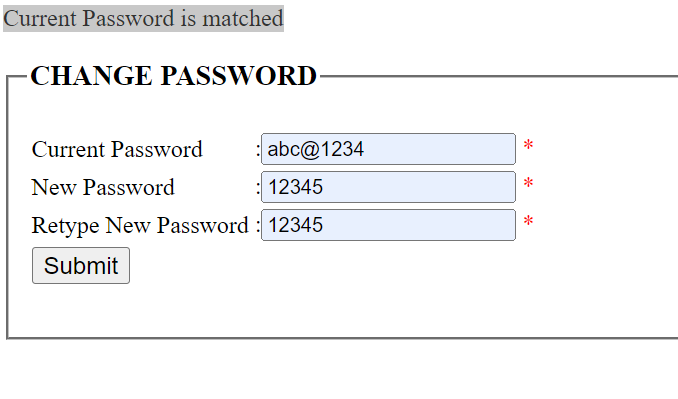 Current Password is matched
CHANGE PASSWORD
Current Password : abc@1234 *
New Password : 12345 *
Retype New Password : 12345 *
Submit